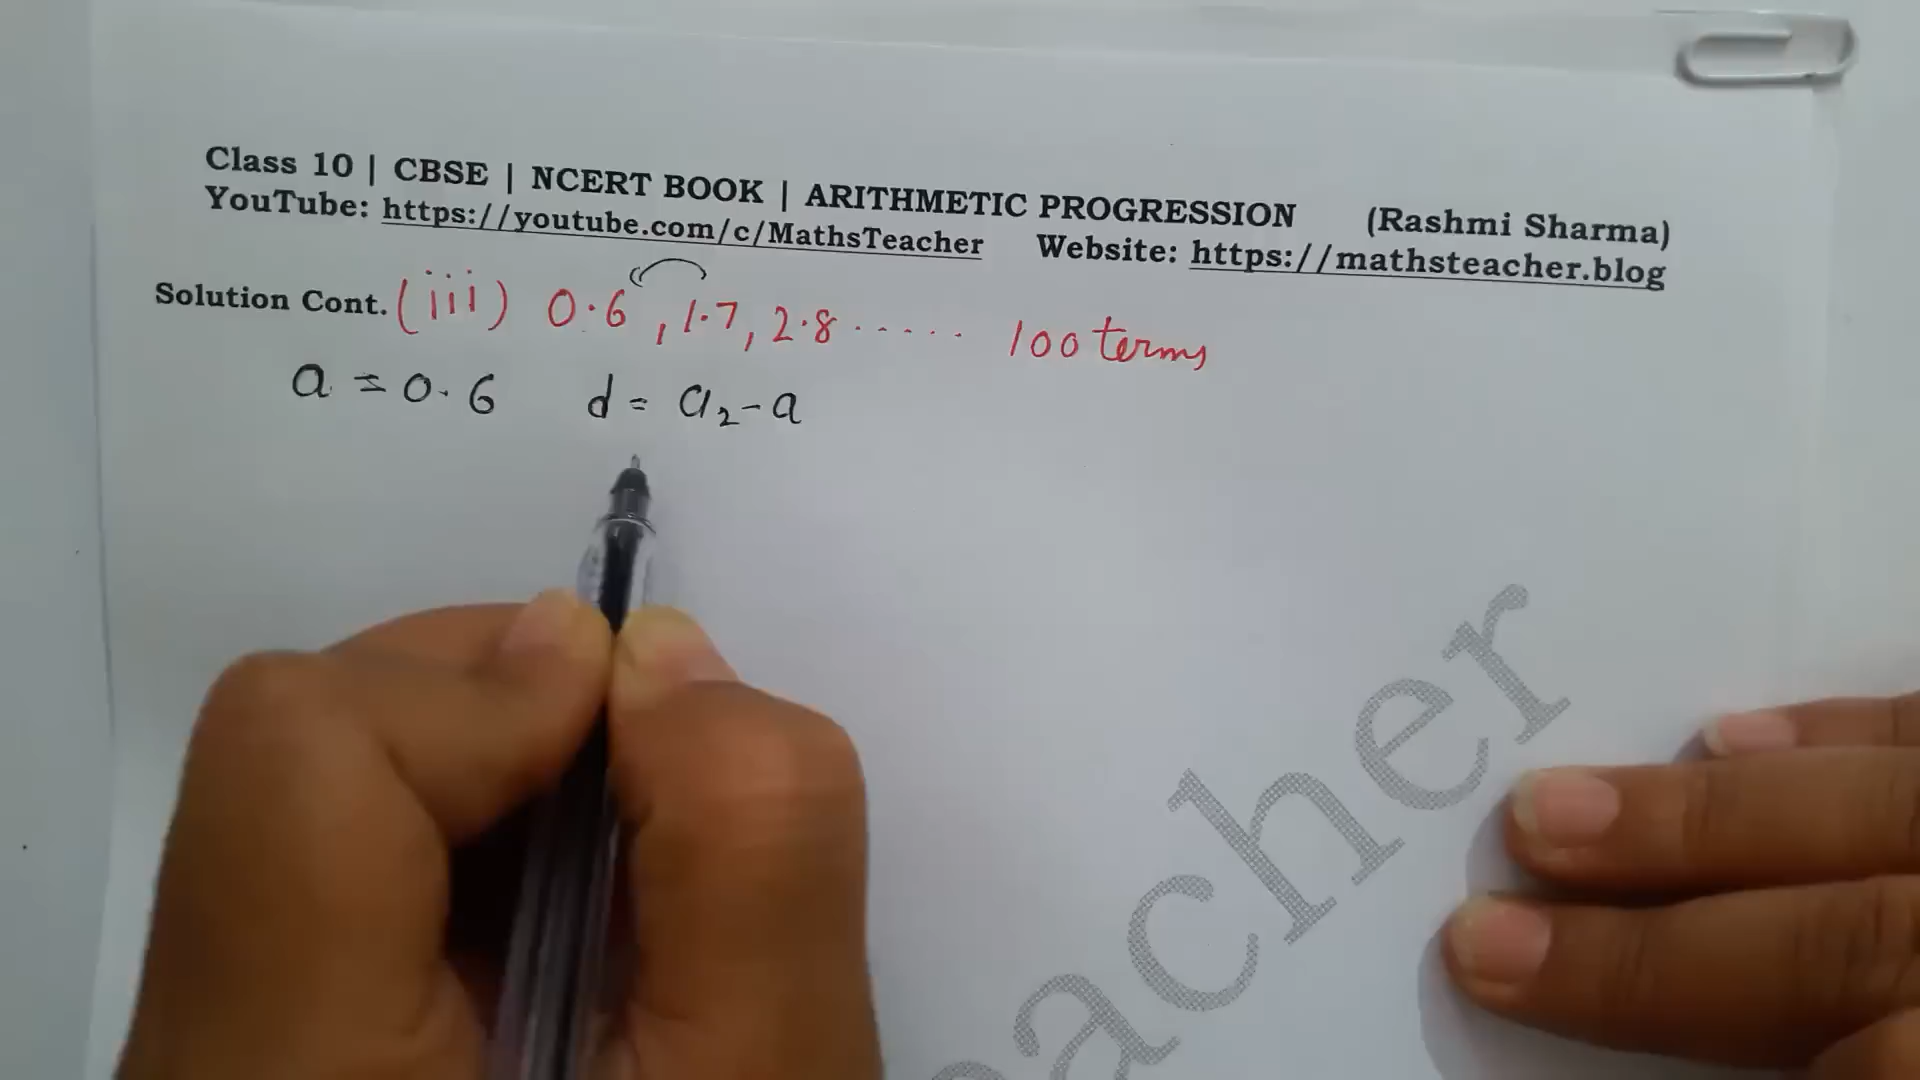 Class 10 | CBSE | NCERT BOOK | ARITHMETIC PROGRESSION (Rashmi Sharma)
YouTube: https://youtube.com/c/MathsTeacher Website: https://mathsteacher.blog
Solution Cont. (iii) 0.6, 1.7, 2.8 ..... 100 terms
a = 0.6 d = a₂-a
acher